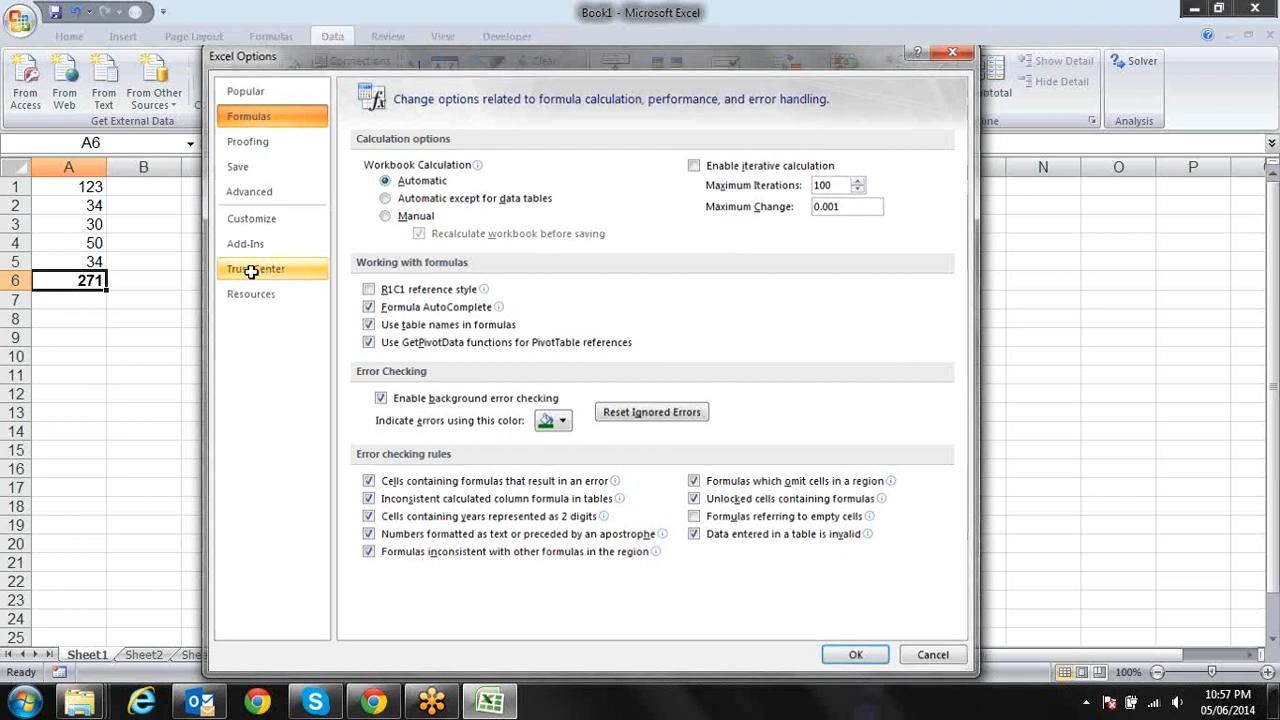 Book1 - Microsoft Excel
Home Insert Page Layout Formulas Data Review View Developer
Excel Options
From Access
From Web
From Text
From Other Sources
Get External Data
Connections
Clear
Show Detail
Hide Detail
Subtotal
Solver
Analysis
A6
A B N O P Q
1 123
2 34
3 30
4 50
5 34
6 271
7
8
9
10
11
12
13
14
15
16
17
18
19
20
21
22
23
24
25
Popular
Formulas
Proofing
Save
Advanced
Customize
Add-Ins
Trust Center
Resources
Change options related to formula calculation, performance, and error handling.
Calculation options
Workbook Calculation
Automatic
Automatic except for data tables
Manual
Recalculate workbook before saving
Enable iterative calculation
Maximum Iterations: 100
Maximum Change: 0.001
Working with formulas
R1C1 reference style
Formula AutoComplete
Use table names in formulas
Use GetPivotData functions for PivotTable references
Error Checking
Enable background error checking
Indicate errors using this color:
Reset Ignored Errors
Error checking rules
Cells containing formulas that result in an error
Inconsistent calculated column formula in tables
Cells containing years represented as 2 digits
Numbers formatted as text or preceded by an apostrophe
Formulas inconsistent with other formulas in the region
Formulas which omit cells in a region
Unlocked cells containing formulas
Formulas referring to empty cells
Data entered in a table is invalid
OK Cancel
Sheet1 Sheet2
Ready
100%
10:57 PM
05/06/2014